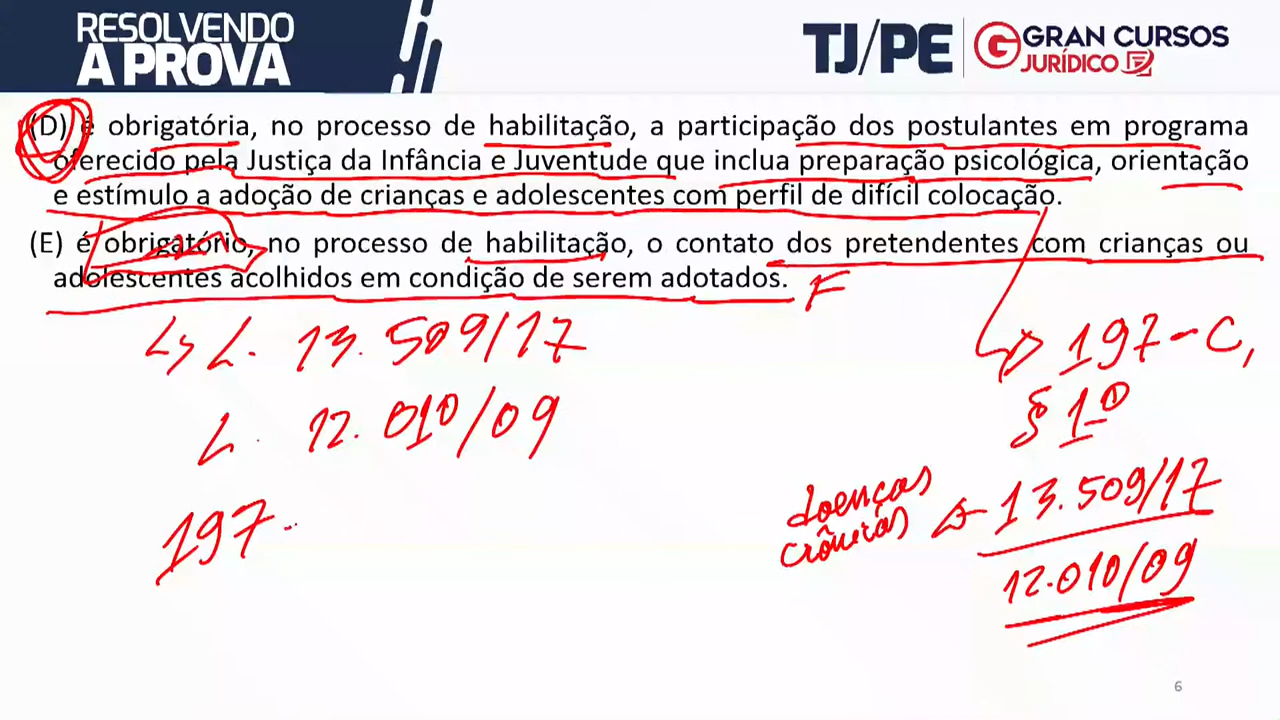 RESOLVENDO
A PROVA
TJ/PE
GRAN CURSOS
JURÍDICO
(D) é obrigatória, no processo de habilitação, a participação dos postulantes em programa
oferecido pela Justiça da Infância e Juventude que inclua preparação psicológica, orientação
e estímulo a adoção de crianças e adolescentes com perfil de difícil colocação.
(E) é obrigatório, no processo de habilitação, o contato dos pretendentes com crianças ou
adolescentes acolhidos em condição de serem adotados. F
L. 13.509/17
L. 12.010/09
197-
197-C,
§ 1º
doenças
crônicas
13.509/17
12.010/09
6